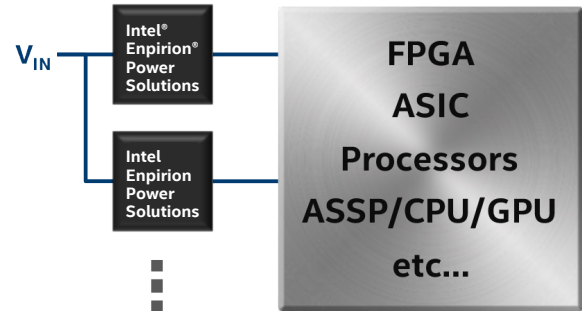 V_IN
Intel®
Enpirion®
Power
Solutions
Intel
Enpirion
Power
Solutions
FPGA
ASIC
Processors
ASSP/CPU/GPU
etc...